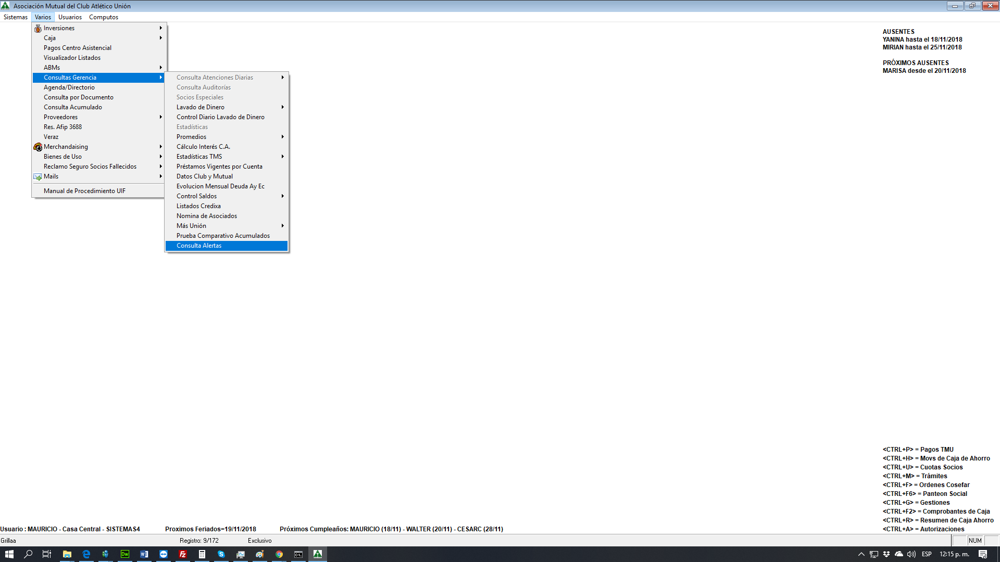 Asociación Mutual del Club Atlético Unión
Sistemas Varios Usuarios Computos
Inversiones
Caja
Pagos Centro Asistencial
Visualizador Listados
ABMs
Consultas Gerencia
Agenda/Directorio
Consulta por Documento
Consulta Acumulado
Proveedores
Res. Afip 3688
Veraz
Merchandaising
Bienes de Uso
Reclamo Seguro Socios Fallecidos
Mails
Manual de Procedimiento UIF
Consulta Atenciones Diarias
Consulta Auditorías
Socios Especiales
Lavado de Dinero
Control Diario Lavado de Dinero
Estadísticas
Promedios
Cálculo Interés C.A.
Estadísticas TMS
Préstamos Vigentes por Cuenta
Datos Club y Mutual
Evolucion Mensual Deuda Ay Ec
Control Saldos
Listados Credixa
Nomina de Asociados
Más Unión
Prueba Comparativo Acumulados
Consulta Alertas
AUSENTES
YANINA hasta el 18/11/2018
MIRIAN hasta el 25/11/2018
PRÓXIMOS AUSENTES
MARISA desde el 20/11/2018
<CTRL+P> = Pagos TMU
<CTRL+H> = Movs de Caja de Ahorro
<CTRL+U> = Cuotas Socios
<CTRL+M> = Trámites
<CTRL+F> = Ordenes Cosefar
<CTRL+F6> = Panteon Social
<CTRL+G> = Gestiones
<CTRL+F2> = Comprobantes de Caja
<CTRL+R> = Resumen de Caja Ahorro
<CTRL+A> = Autorizaciones
Usuario : MAURICIO - Casa Central - SISTEMAS4 Proximos Feriados=19/11/2018 Próximos Cumpleaños: MAURICIO (18/11) - WALTER (20/11) - CESARC (28/11)
Grillaa Registro: 9/172 Exclusivo NUM
Dw FZ C:\. ESP 12:15 p. m.